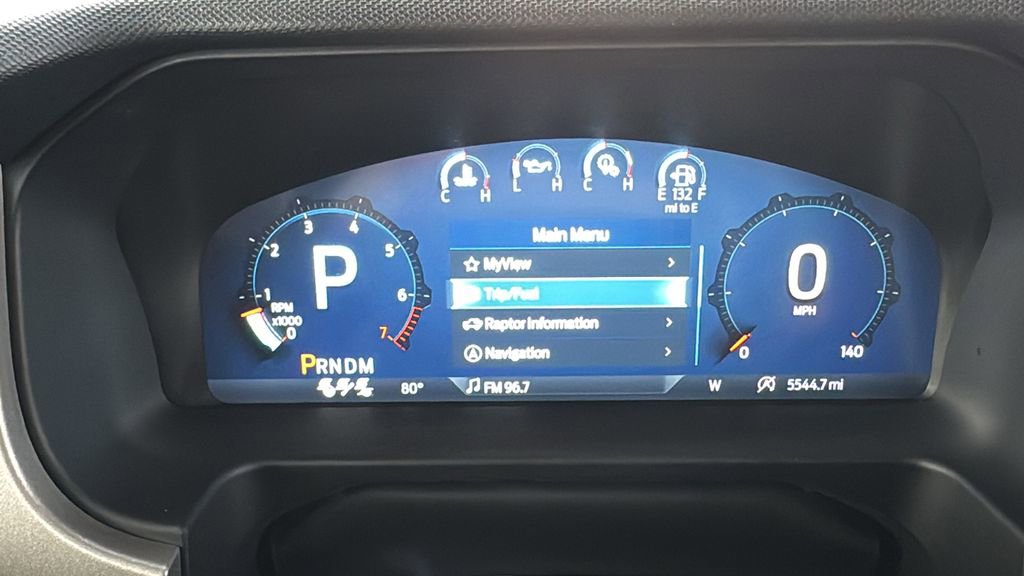 C H
L H
C H
E 132 F
mi to E
1 2 3 4 5 6 7
P
RPM
x1000
0
PRNDM
80°
Main Menu
MyView
Trip/Fuel
Raptor Information
Navigation
FM 96.7
0
MPH
0 140
W
5544.7 mi